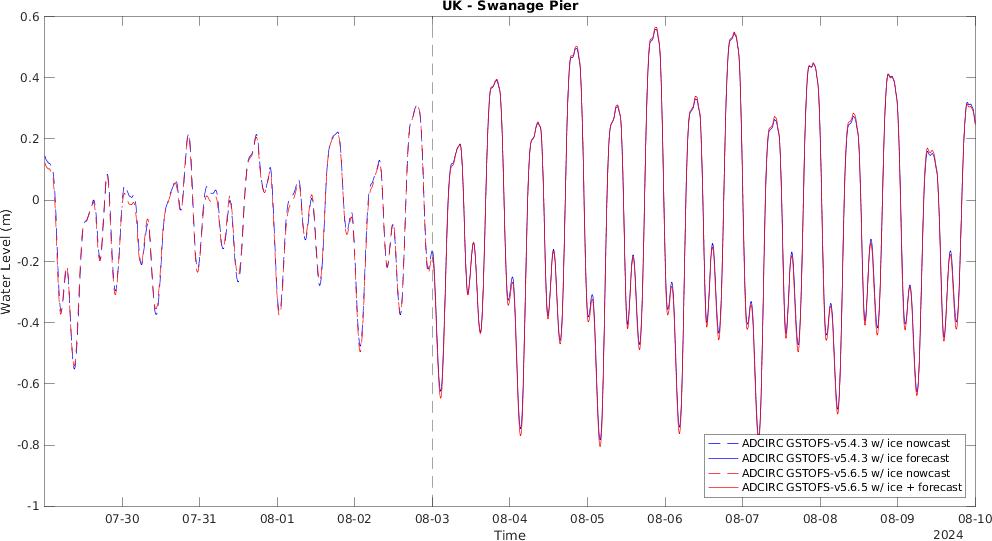 UK - Swanage Pier
0.6
0.4
0.2
0
-0.2
-0.4
-0.6
-0.8
-1
Water Level (m)
ADCIRC GSTOFS-v5.4.3 w/ ice nowcast
ADCIRC GSTOFS-v5.4.3 w/ ice forecast
ADCIRC GSTOFS-v5.6.5 w/ ice nowcast
ADCIRC GSTOFS-v5.6.5 w/ ice + forecast
07-30 07-31 08-01 08-02 08-03 08-04 08-05 08-06 08-07 08-08 08-09 08-10
Time
2024